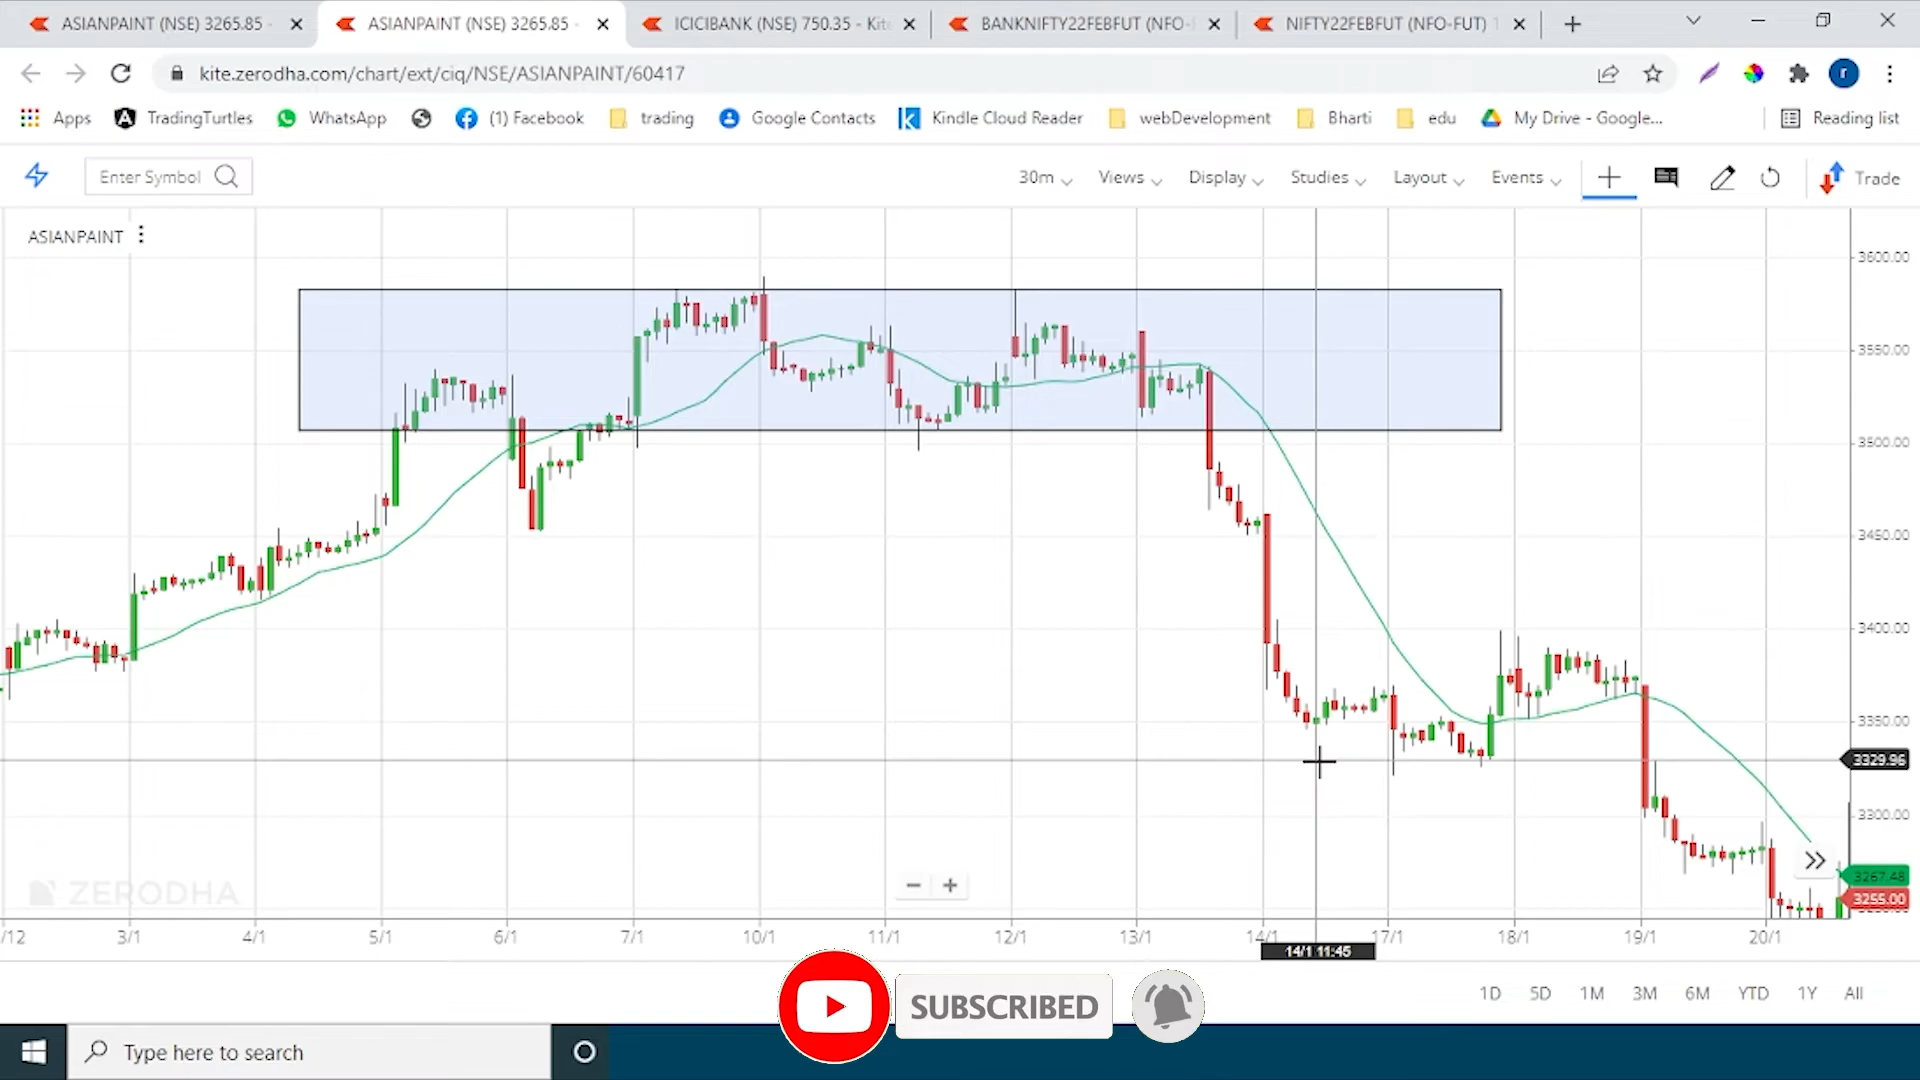 ASIANPAINT (NSE) 3265.85 -
ASIANPAINT (NSE) 3265.85 -
ICICIBANK (NSE) 750.35 - Kite
BANKNIFTY22FEBFUT (NFO-
NIFTY22FEBFUT (NFO-FUT)
kite.zerodha.com/chart/ext/ciq/NSE/ASIANPAINT/60417
r
Apps
TradingTurtles
WhatsApp
(1) Facebook
trading
Google Contacts
Kindle Cloud Reader
webDevelopment
Bharti
edu
My Drive - Google...
Reading list
Enter Symbol
30m
Views
Display
Studies
Layout
Events
Trade
ASIANPAINT
3600.00
3550.00
3500.00
3450.00
3400.00
3350.00
3329.96
3300.00
3267.48
3255.00
ZERODHA
/12
3/1
4/1
5/1
6/1
7/1
10/1
11/1
12/1
13/1
14/1
17/1
18/1
19/1
20/1
14/1 11:45
1D
5D
1M
3M
6M
YTD
1Y
All
SUBSCRIBED
Type here to search